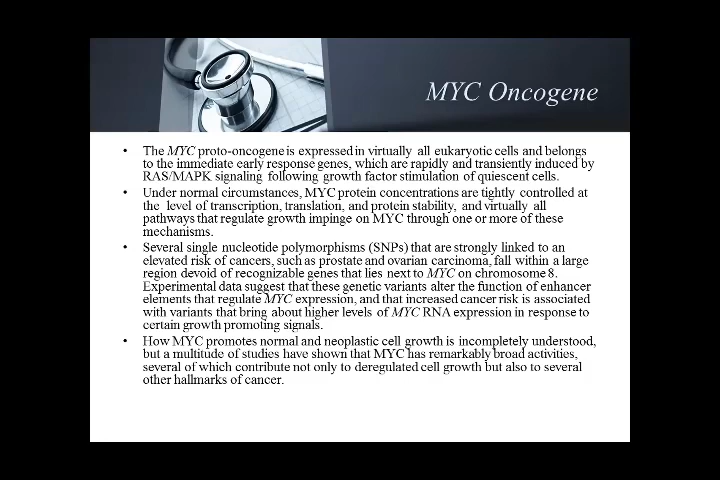 MYC Oncogene
• The MYC proto-oncogene is expressed in virtually all eukaryotic cells and belongs
to the immediate early response genes, which are rapidly and transiently induced by
RAS/MAPK signaling following growth factor stimulation of quiescent cells.
• Under normal circumstances, MYC protein concentrations are tightly controlled at
the level of transcription, translation, and protein stability, and virtually all
pathways that regulate growth impinge on MYC through one or more of these
mechanisms.
• Several single nucleotide polymorphisms (SNPs) that are strongly linked to an
elevated risk of cancers, such as prostate and ovarian carcinoma, fall within a large
region devoid of recognizable genes that lies next to MYC on chromosome 8.
Experimental data suggest that these genetic variants alter the function of enhancer
elements that regulate MYC expression, and that increased cancer risk is associated
with variants that bring about higher levels of MYC RNA expression in response to
certain growth promoting signals.
• How MYC promotes normal and neoplastic cell growth is incompletely understood,
but a multitude of studies have shown that MYC has remarkably broad activities,
several of which contribute not only to deregulated cell growth but also to several
other hallmarks of cancer.